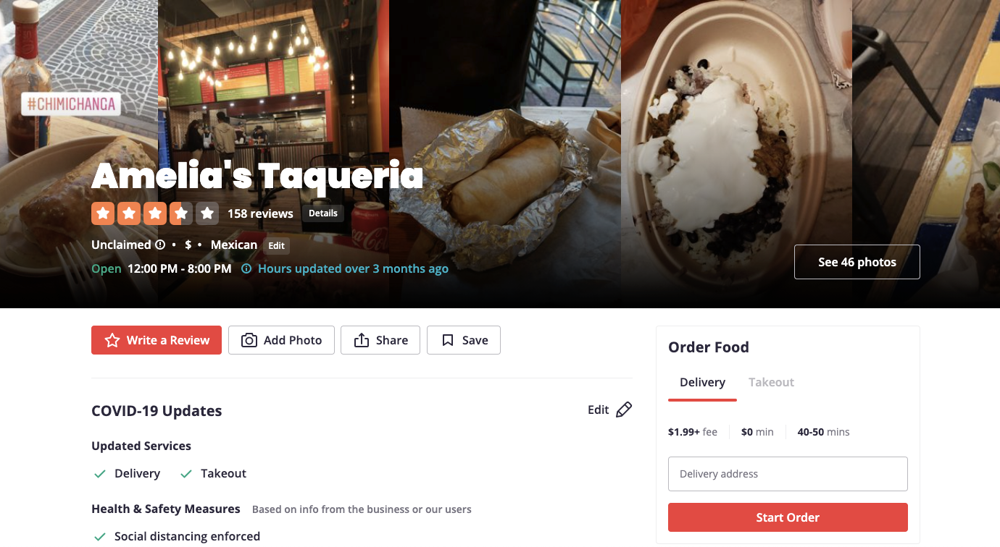 #CHIMICHANGA
Amelia's Taqueria
158 reviews Details
Unclaimed • $ • Mexican Edit
Open 12:00 PM - 8:00 PM Hours updated over 3 months ago
Coca-Cola
See 46 photos
Write a Review Add Photo Share Save
COVID-19 Updates Edit
Updated Services
Delivery Takeout
Health & Safety Measures Based on info from the business or our users
Social distancing enforced
Order Food
Delivery Takeout
$1.99+ fee $0 min 40-50 mins
Delivery address
Start Order